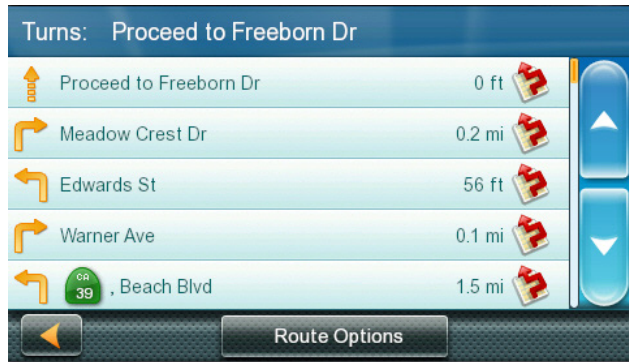 Turns: Proceed to Freeborn Dr
Proceed to Freeborn Dr 0 ft
Meadow Crest Dr 0.2 mi
Edwards St 56 ft
Warner Ave 0.1 mi
CA 39 , Beach Blvd 1.5 mi
Route Options